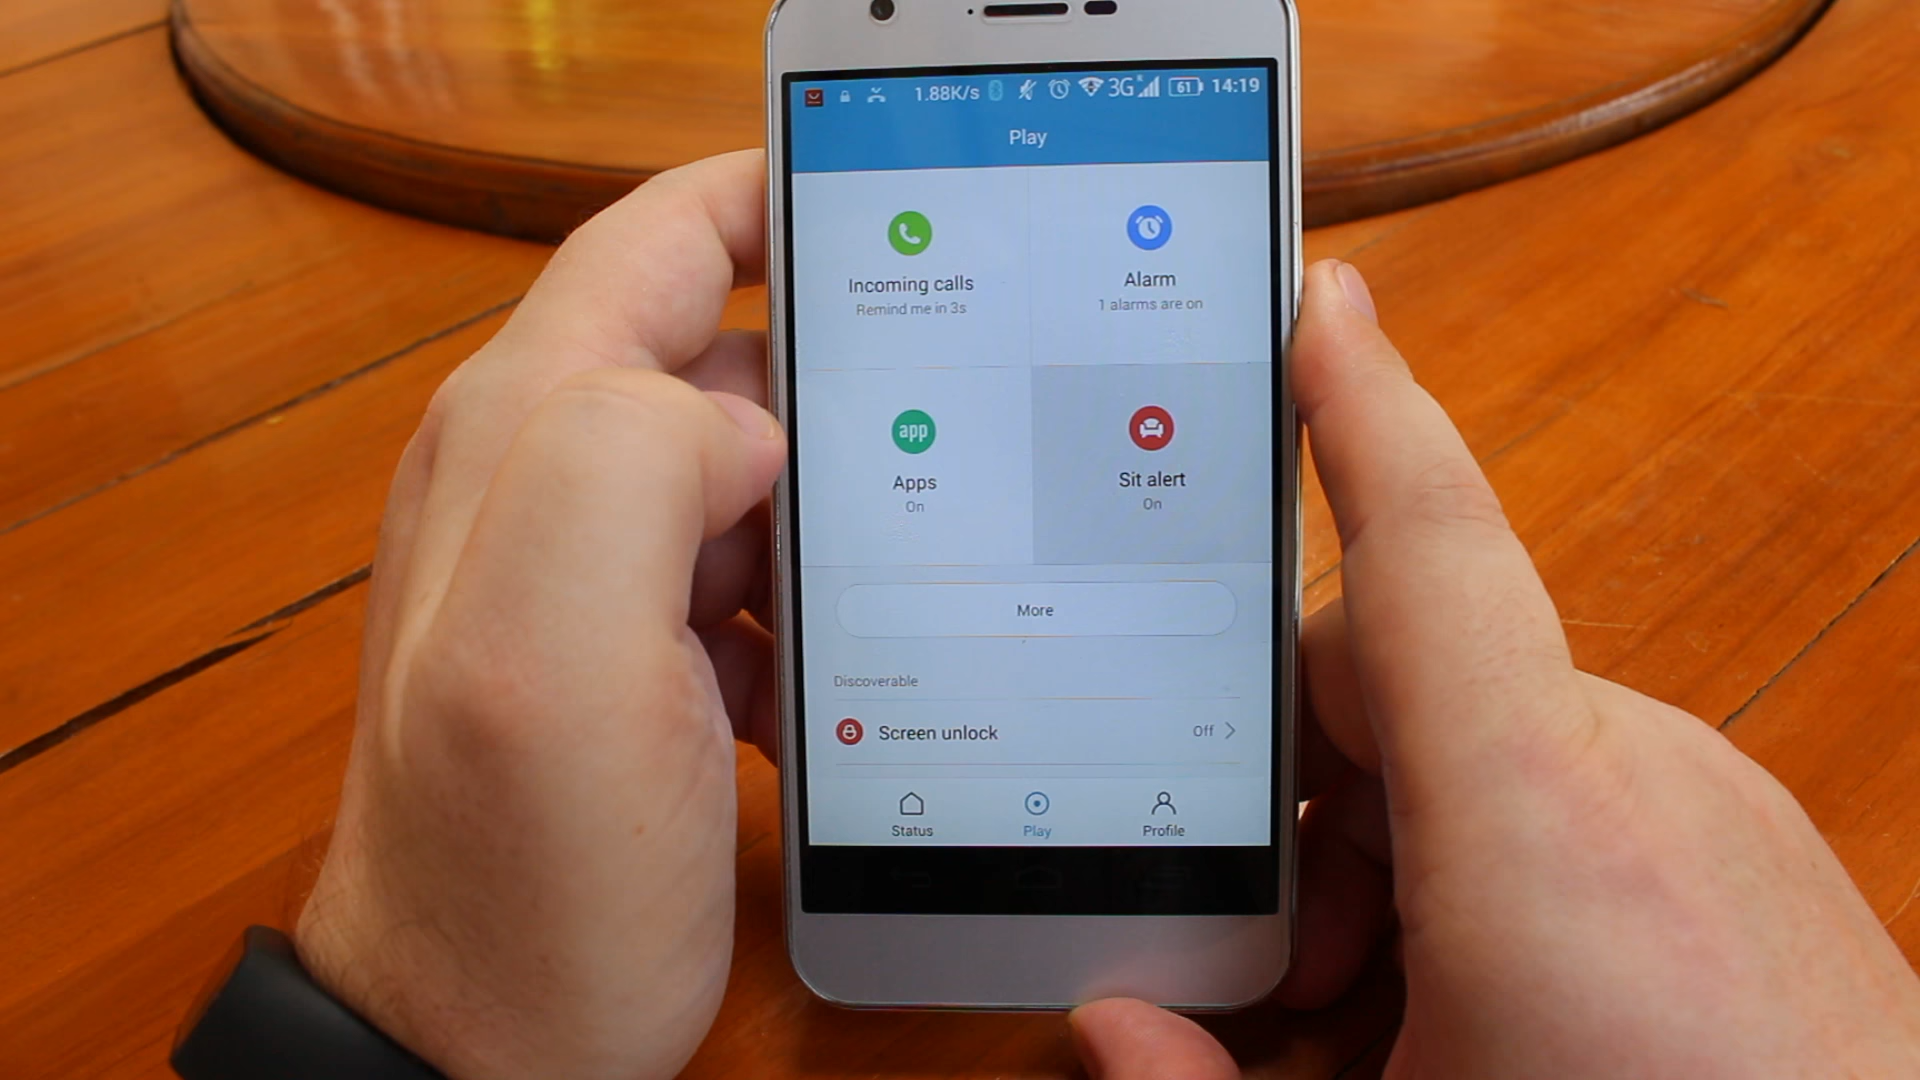 1.88K/s 3G R 61 14:19
Play
Incoming calls
Remind me in 3s
Alarm
1 alarms are on
app
Apps
On
Sit alert
On
More
Discoverable
Screen unlock
Off
Status
Play
Profile